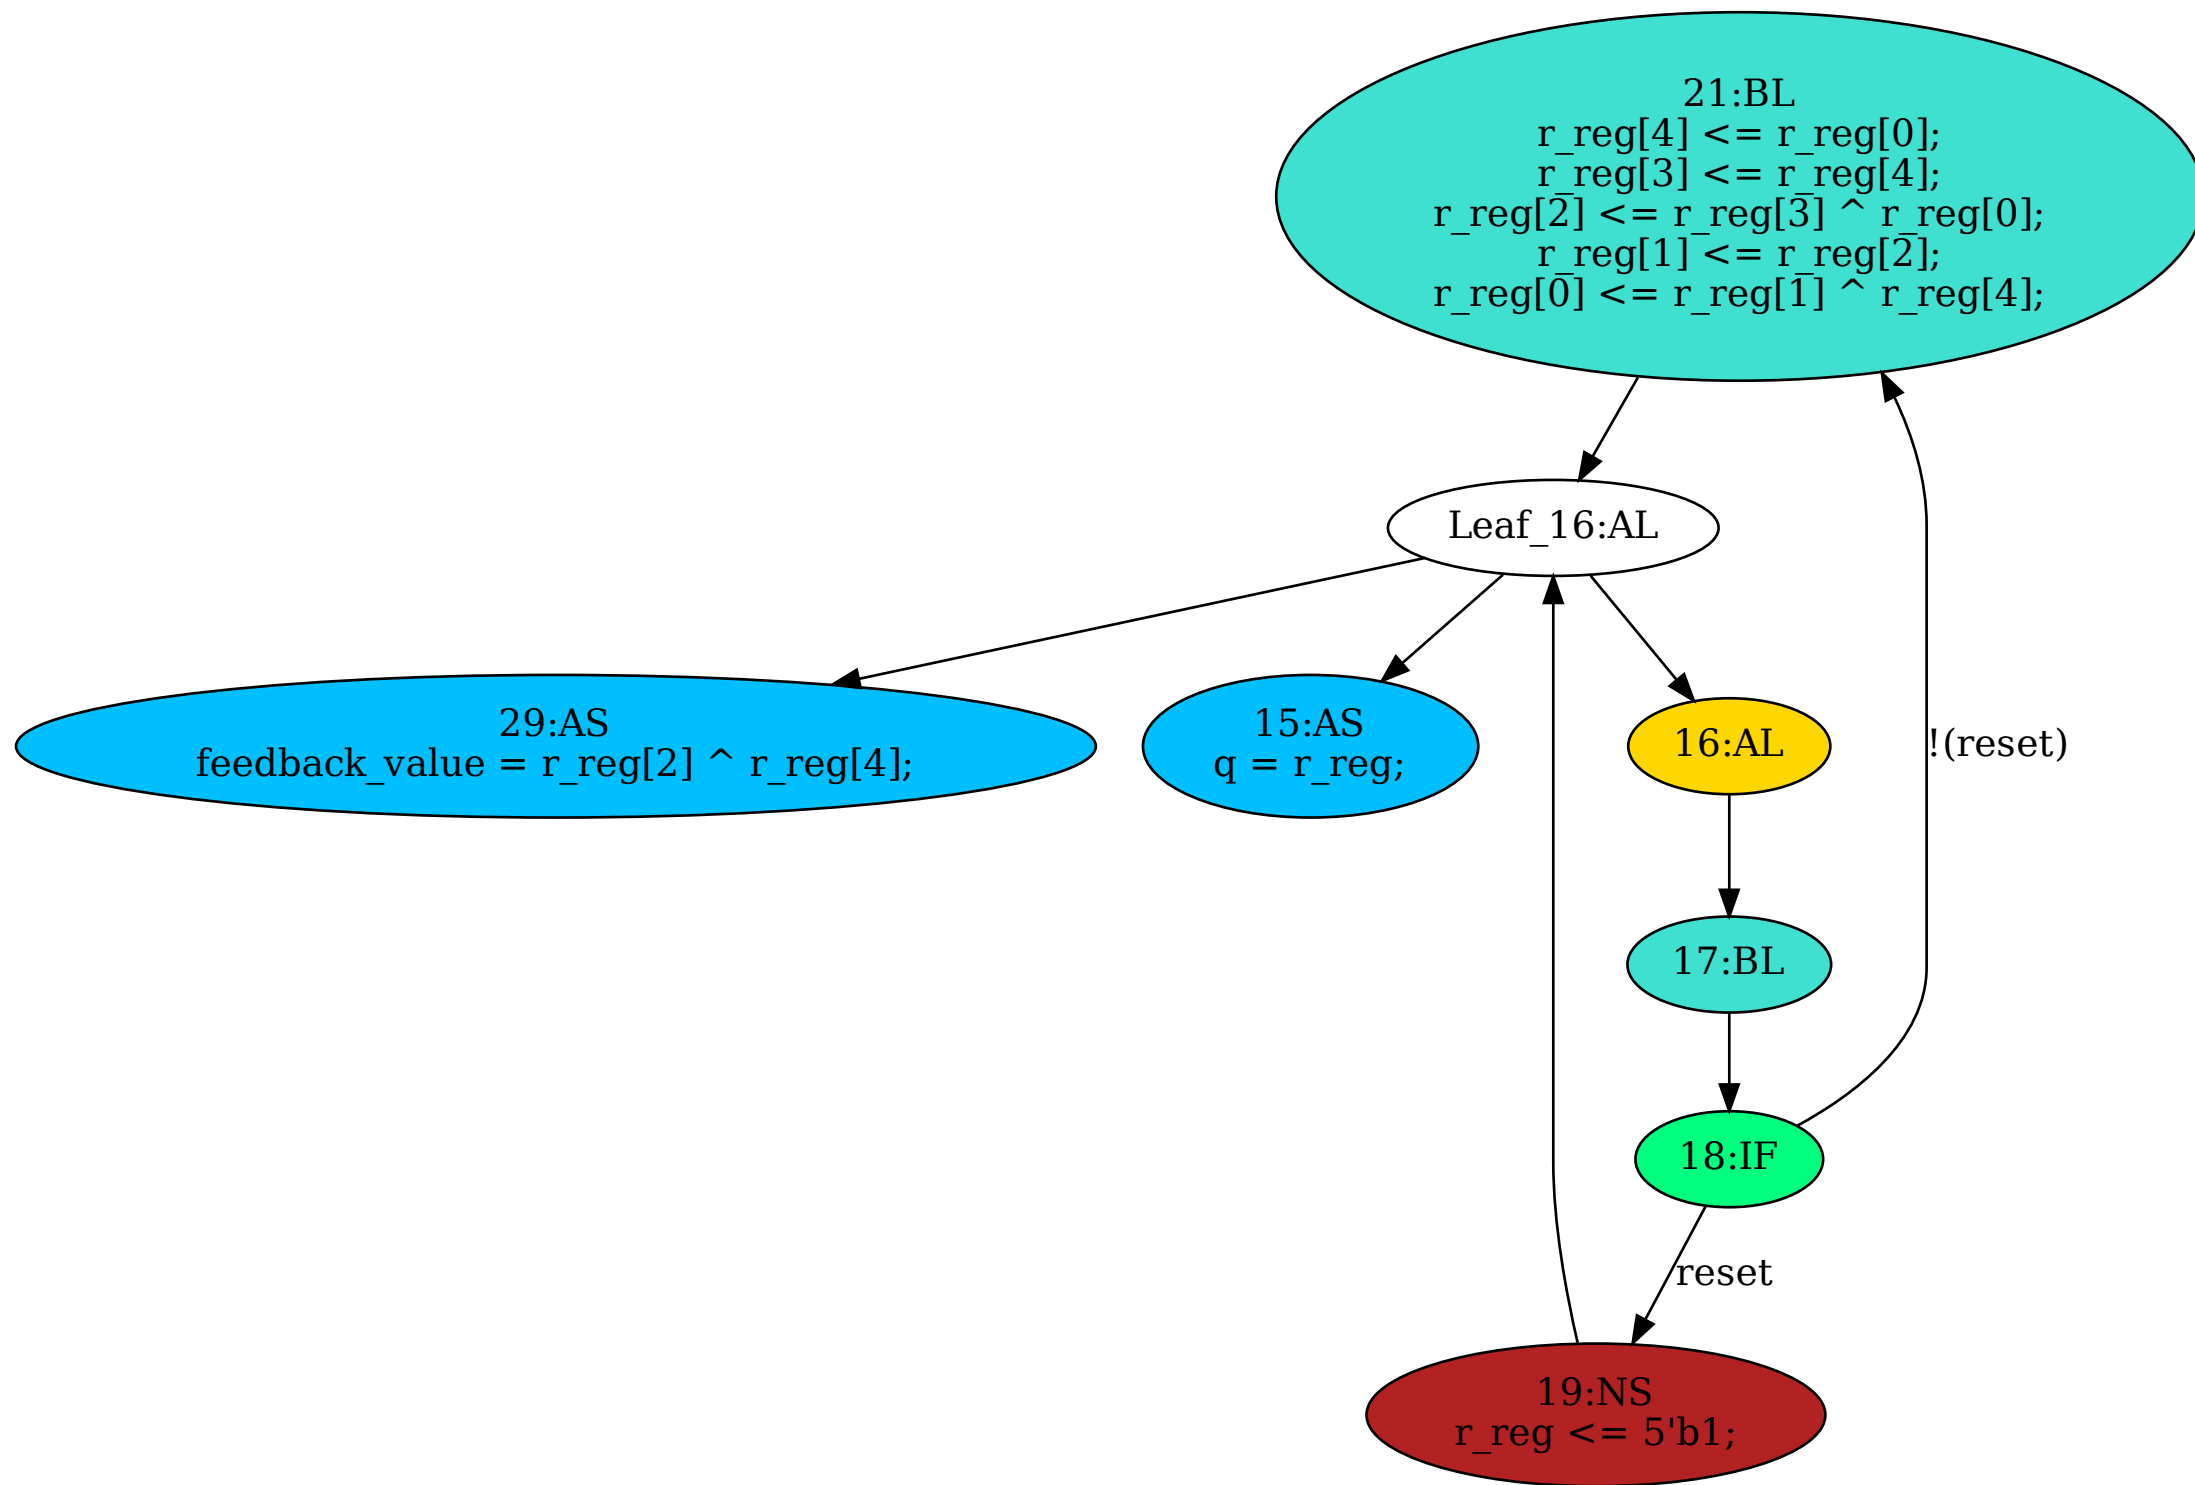 21:BL
r_reg[4] <= r_reg[0];
r_reg[3] <= r_reg[4];
r_reg[2] <= r_reg[3] ^ r_reg[0];
r_reg[1] <= r_reg[2];
r_reg[0] <= r_reg[1] ^ r_reg[4];
Leaf_16:AL
29:AS
feedback_value = r_reg[2] ^ r_reg[4];
15:AS
q = r_reg;
16:AL
!(reset)
17:BL
18:IF
reset
19:NS
r_reg <= 5'b1;